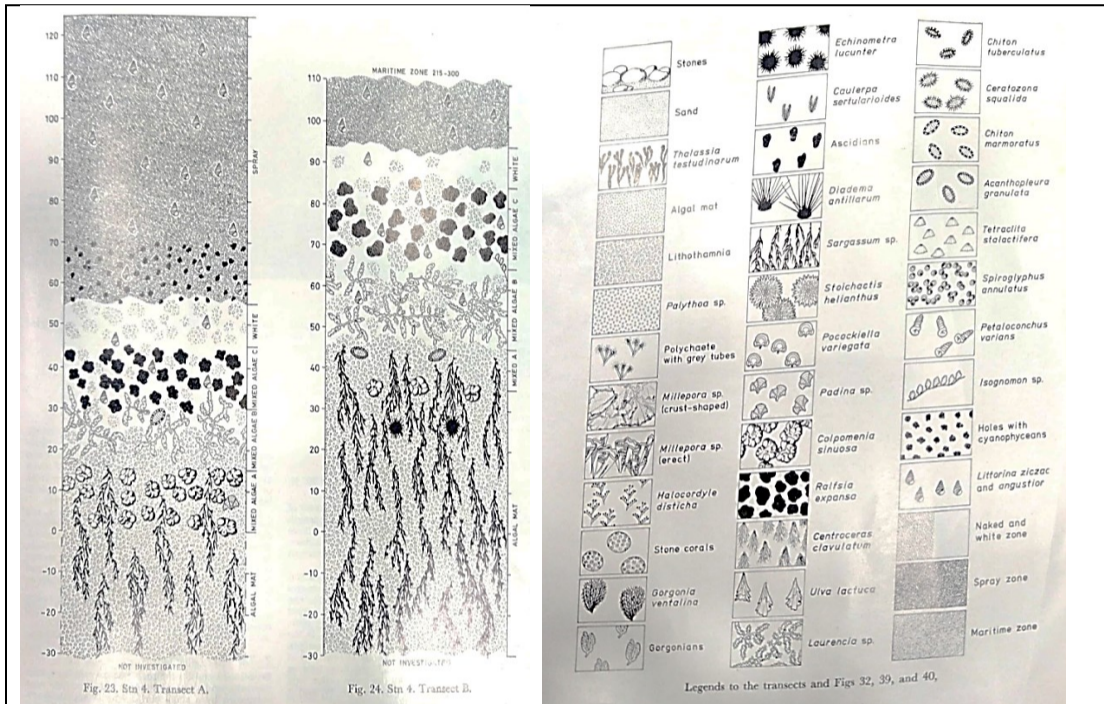 120
110
100
90
80
70
60
50
40
30
20
10
0
-10
-20
-30
SPRAY
WHITE
MIXED ALGAE C
MIXED ALGAE B
MIXED ALGAE A
ALGAL MAT
NOT INVESTIGATED
Fig. 23. Stn 4. Transect A.
MARITIME ZONE 215-300
110
100
90
80
70
60
50
40
35
25
15
5
0
-10
-20
-30
WHITE
MIXED ALGAE C
MIXED ALGAE B
MIXED A
ALGAL MAT
NOT INVESTIGATED
Fig. 24. Stn 4. Transect B.
Stones
Sand
Thalassia
testudinarum
Algal mat
Lithothamnia
Palythoa sp.
Polychaete
with grey tubes
Millepora sp.
(crust-shaped)
Millepora sp.
(erect)
Halocordyle
disticha
Stone corals
Gorgonia
ventalina
Gorgonians
Echinometra
lucunter
Caulerpa
sertularioides
Ascidians
Diadema
antillarum
Sargassum sp.
Stoichactis
helianthus
Pocockiella
variegata
Padina sp.
Colpomenia
sinuosa
Ralfsia
expansa
Centroceras
clavulatum
Ulva lactuca
Laurencia sp.
Chiton
tuberculatus
Ceratozona
squalida
Chiton
marmoratus
Acanthopleura
granulata
Tetraclita
stalactifera
Spiroglyphus
annulatus
Petaloconchus
varians
Isognomon sp.
Holes with
cyanophyceans
Littorina ziczac
and angustior
Naked and
white zone
Spray zone
Maritime zone
Legends to the transects and Figs 32, 39, and 40,